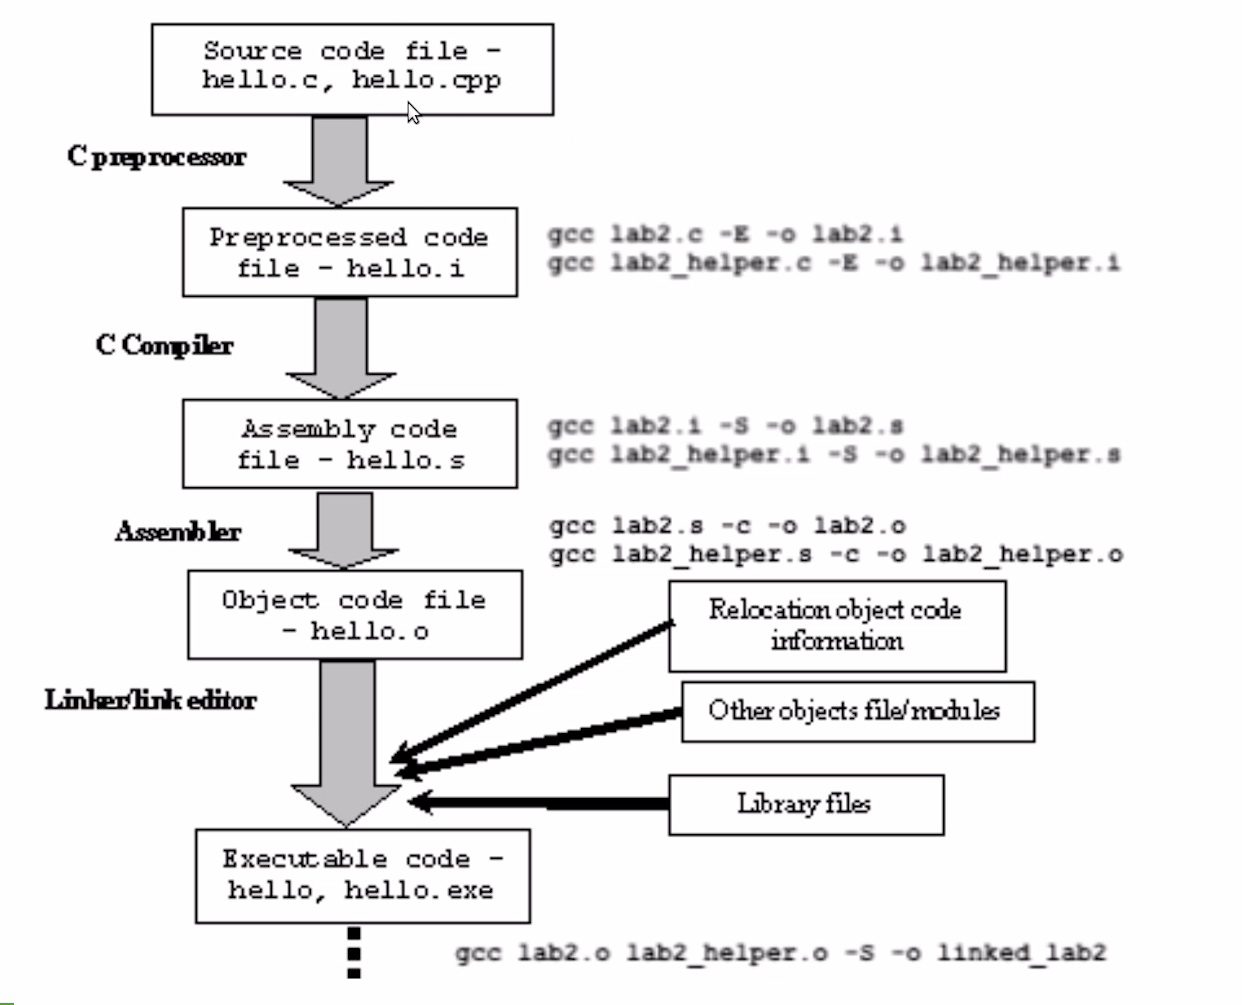 Source code file -
hello.c, hello.cpp
C preprocessor
Preprocessed code
file - hello.i
gcc lab2.c -E -o lab2.i
gcc lab2_helper.c -E -o lab2_helper.i
C Compiler
Assembly code
file - hello.s
gcc lab2.i -S -o lab2.s
gcc lab2_helper.i -S -o lab2_helper.s
Assembler
gcc lab2.s -c -o lab2.o
gcc lab2_helper.s -c -o lab2_helper.o
Object code file
- hello.o
Relocation object code
information
Linker/link editor
Other objects file/modules
Library files
Executable code -
hello, hello.exe
gcc lab2.o lab2_helper.o -S -o linked_lab2